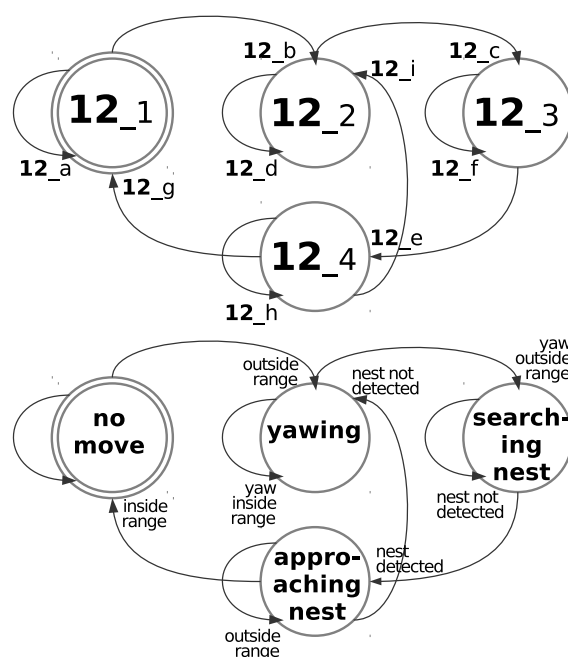 12_b
12_c
12_i
12_1
12_2
12_3
12_a
12_d
12_f
12_g
12_e
12_4
12_h
yaw
outside
range
outside
range
nest not
detected
no
move
yawing
search-
ing
nest
yaw
inside
range
nest not
detected
inside
range
nest
detected
appro-
aching
nest
outside
range